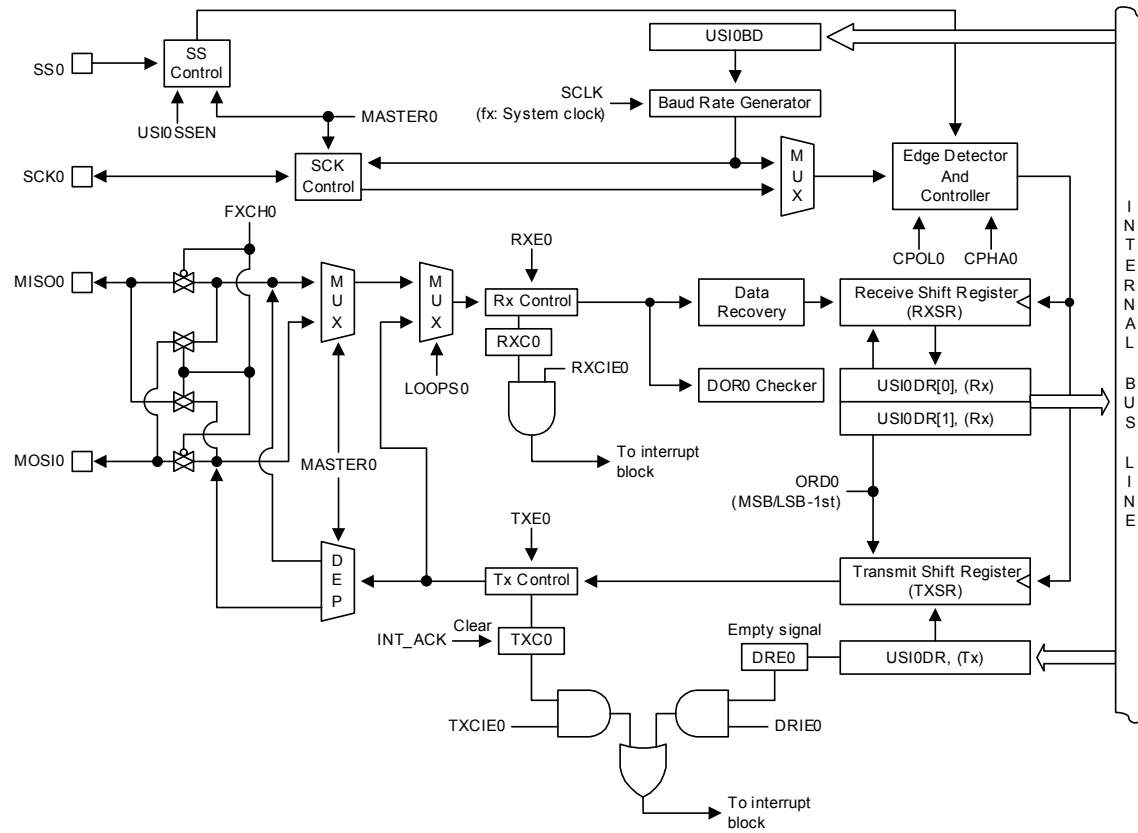 SS0
SS
Control
USI0SSEN
MASTER0
USI0BD
SCLK
(fx: System clock)
Baud Rate Generator
SCK0
SCK
Control
M
U
X
Edge Detector
And
Controller
CPOL0
CPHA0
FXCH0
MISO0
M
U
X
M
U
X
LOOPS0
RXE0
Rx Control
RXC0
RXCIE0
To interrupt
block
Data
Recovery
DOR0 Checker
Receive Shift Register
(RXSR)
USI0DR[0], (Rx)
USI0DR[1], (Rx)
MOSI0
MASTER0
ORD0
(MSB/LSB-1st)
D
E
P
TXE0
Tx Control
Transmit Shift Register
(TXSR)
INT_ACK
Clear
TXC0
Empty signal
DRE0
USI0DR, (Tx)
TXCIE0
DRIE0
To interrupt
block
I
N
T
E
R
N
A
L
B
U
S
L
I
N
E